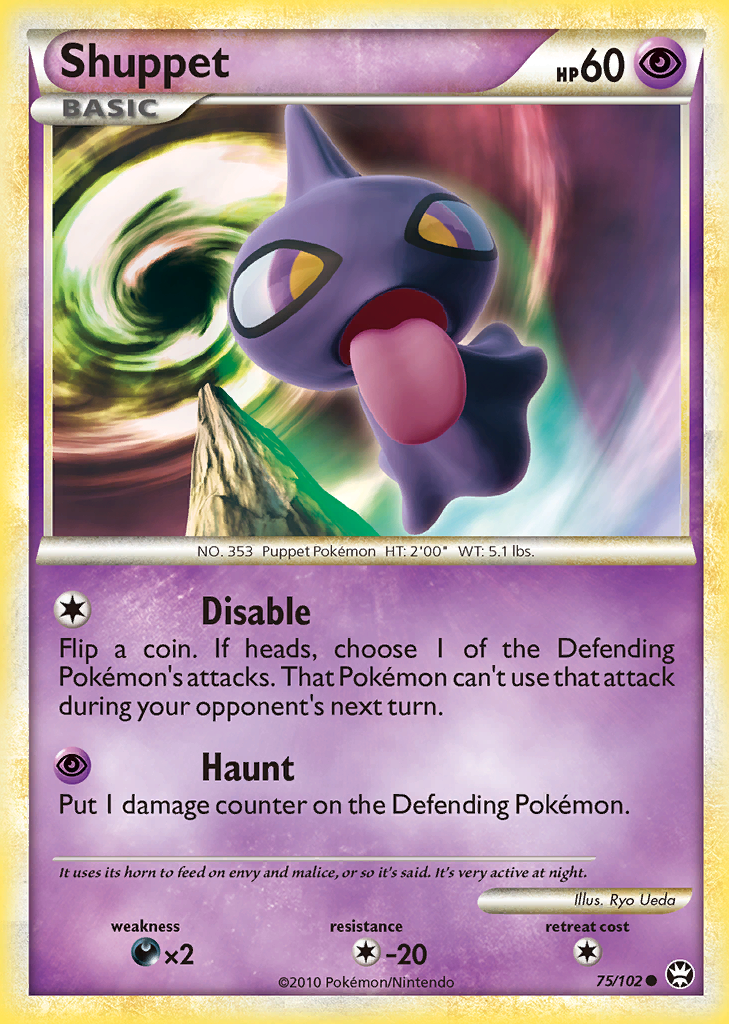 Shuppet
HP60
BASIC
NO. 353 Puppet Pokémon HT: 2'00" WT: 5.1 lbs.
Disable
Flip a coin. If heads, choose 1 of the Defending
Pokémon's attacks. That Pokémon can't use that attack
during your opponent's next turn.
Haunt
Put 1 damage counter on the Defending Pokémon.
It uses its horn to feed on envy and malice, or so it's said. It's very active at night.
Illus. Ryo Ueda
weakness resistance retreat cost
×2 -20
©2010 Pokémon/Nintendo 75/102